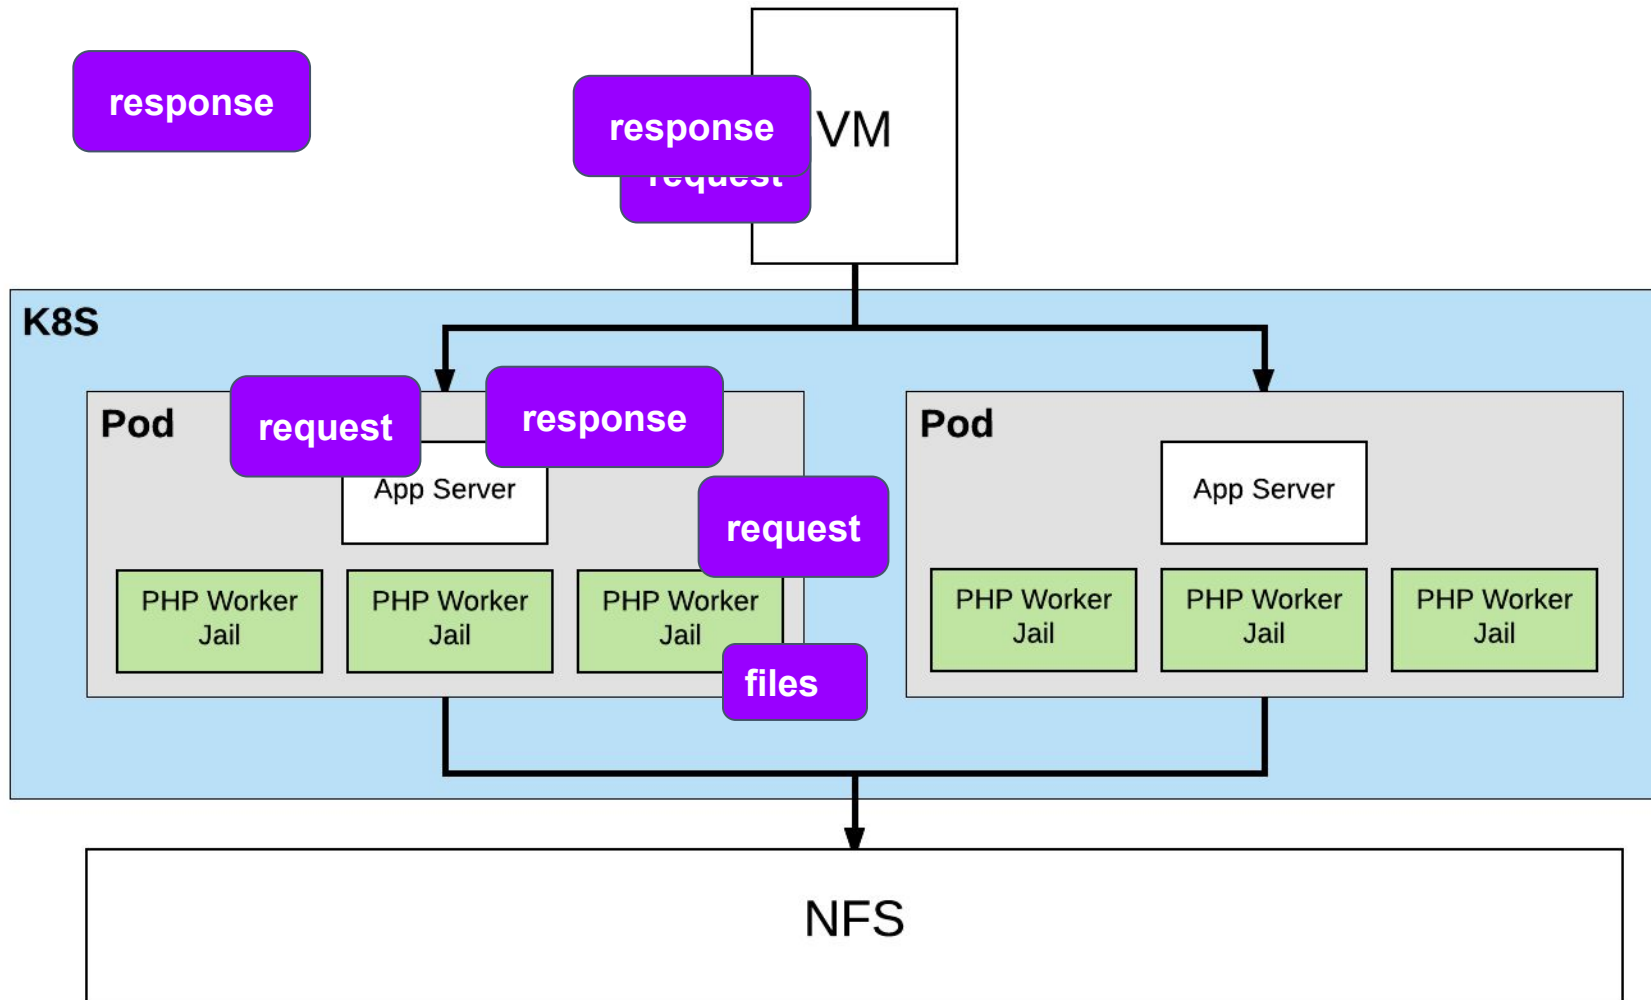 response
response
VM
request
K8S
Pod
request
response
App Server
request
PHP Worker
Jail
PHP Worker
Jail
PHP Worker
Jail
files
Pod
App Server
PHP Worker
Jail
PHP Worker
Jail
PHP Worker
Jail
NFS